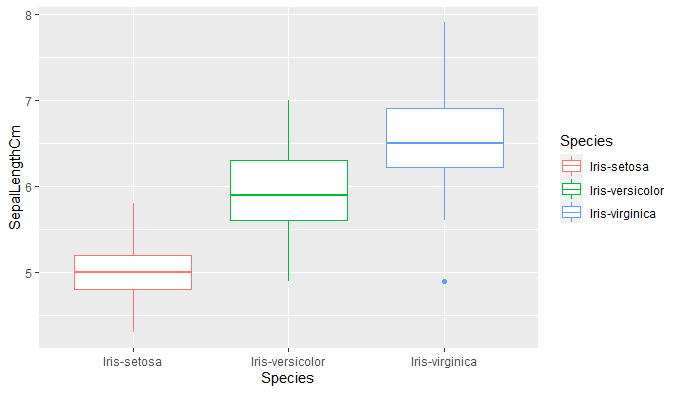 SepalLengthCm
8
7
6
5
Iris-setosa
Iris-versicolor
Iris-virginica
Species
Species
Iris-setosa
Iris-versicolor
Iris-virginica